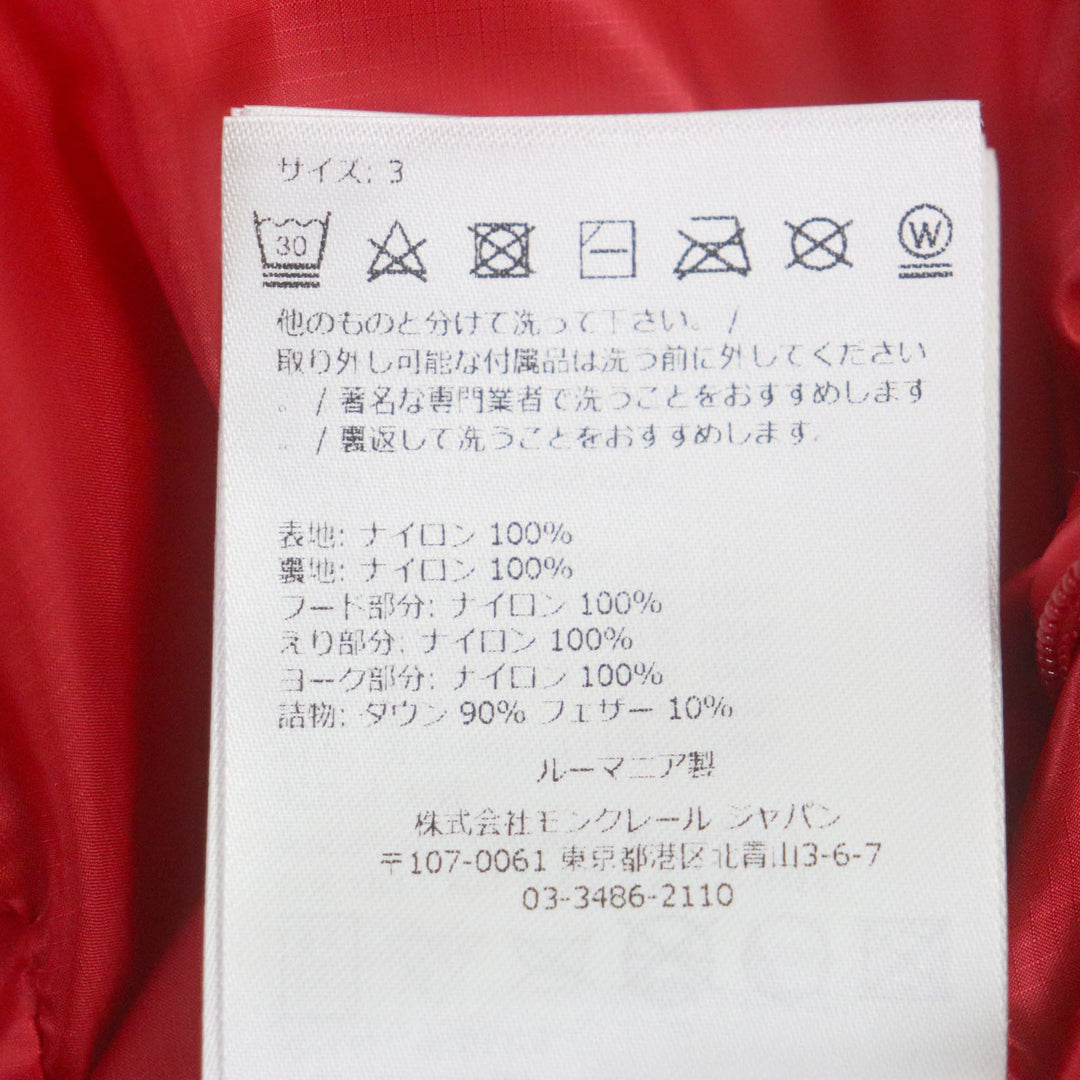 サイズ: 3
30
W
他のものと分けて洗って下さい。 /
取り外し可能な付属品は洗う前に外してください
。 / 著名な専門業者で洗うことをおすすめします
。 / 裏返して洗うことをおすすめします.
表地: ナイロン 100%
裏地: ナイロン 100%
フード部分: ナイロン 100%
えり部分: ナイロン 100%
ヨーク部分: ナイロン 100%
詰物: ダウン 90% フェザー 10%
ルーマニア製
株式会社モンクレール ジャパン
〒107-0061 東京都港区北青山3-6-7
03-3486-2110